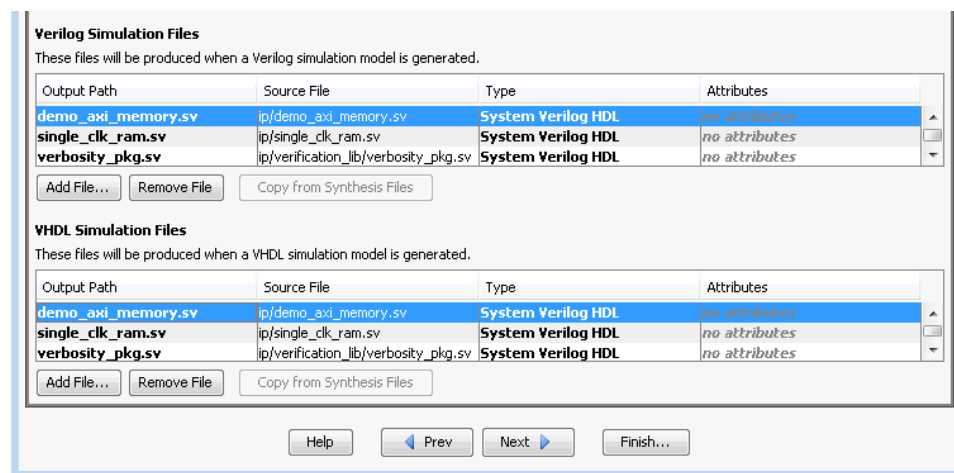 Verilog Simulation Files
These files will be produced when a Verilog simulation model is generated.
Output Path Source File Type Attributes
demo_axi_memory.sv ip/demo_axi_memory.sv System Verilog HDL no attributes
single_clk_ram.sv ip/single_clk_ram.sv System Verilog HDL no attributes
verbosity_pkg.sv ip/verification_lib/verbosity_pkg.sv System Verilog HDL no attributes
Add File... Remove File Copy from Synthesis Files
VHDL Simulation Files
These files will be produced when a VHDL simulation model is generated.
Output Path Source File Type Attributes
demo_axi_memory.sv ip/demo_axi_memory.sv System Verilog HDL no attributes
single_clk_ram.sv ip/single_clk_ram.sv System Verilog HDL no attributes
verbosity_pkg.sv ip/verification_lib/verbosity_pkg.sv System Verilog HDL no attributes
Add File... Remove File Copy from Synthesis Files
Help Prev Next Finish...